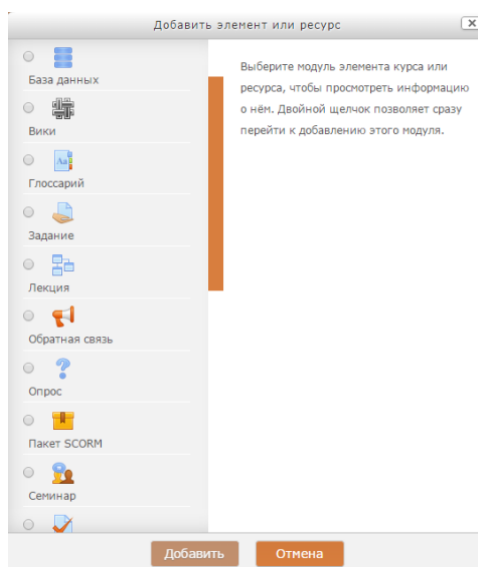 Добавить элемент или ресурс
База данных
Вики
Глоссарий
Задание
Лекция
Обратная связь
Опрос
Пакет SCORM
Семинар
Выберите модуль элемента курса или
ресурса, чтобы просмотреть информацию
о нём. Двойной щелчок позволяет сразу
перейти к добавлению этого модуля.
Добавить
Отмена